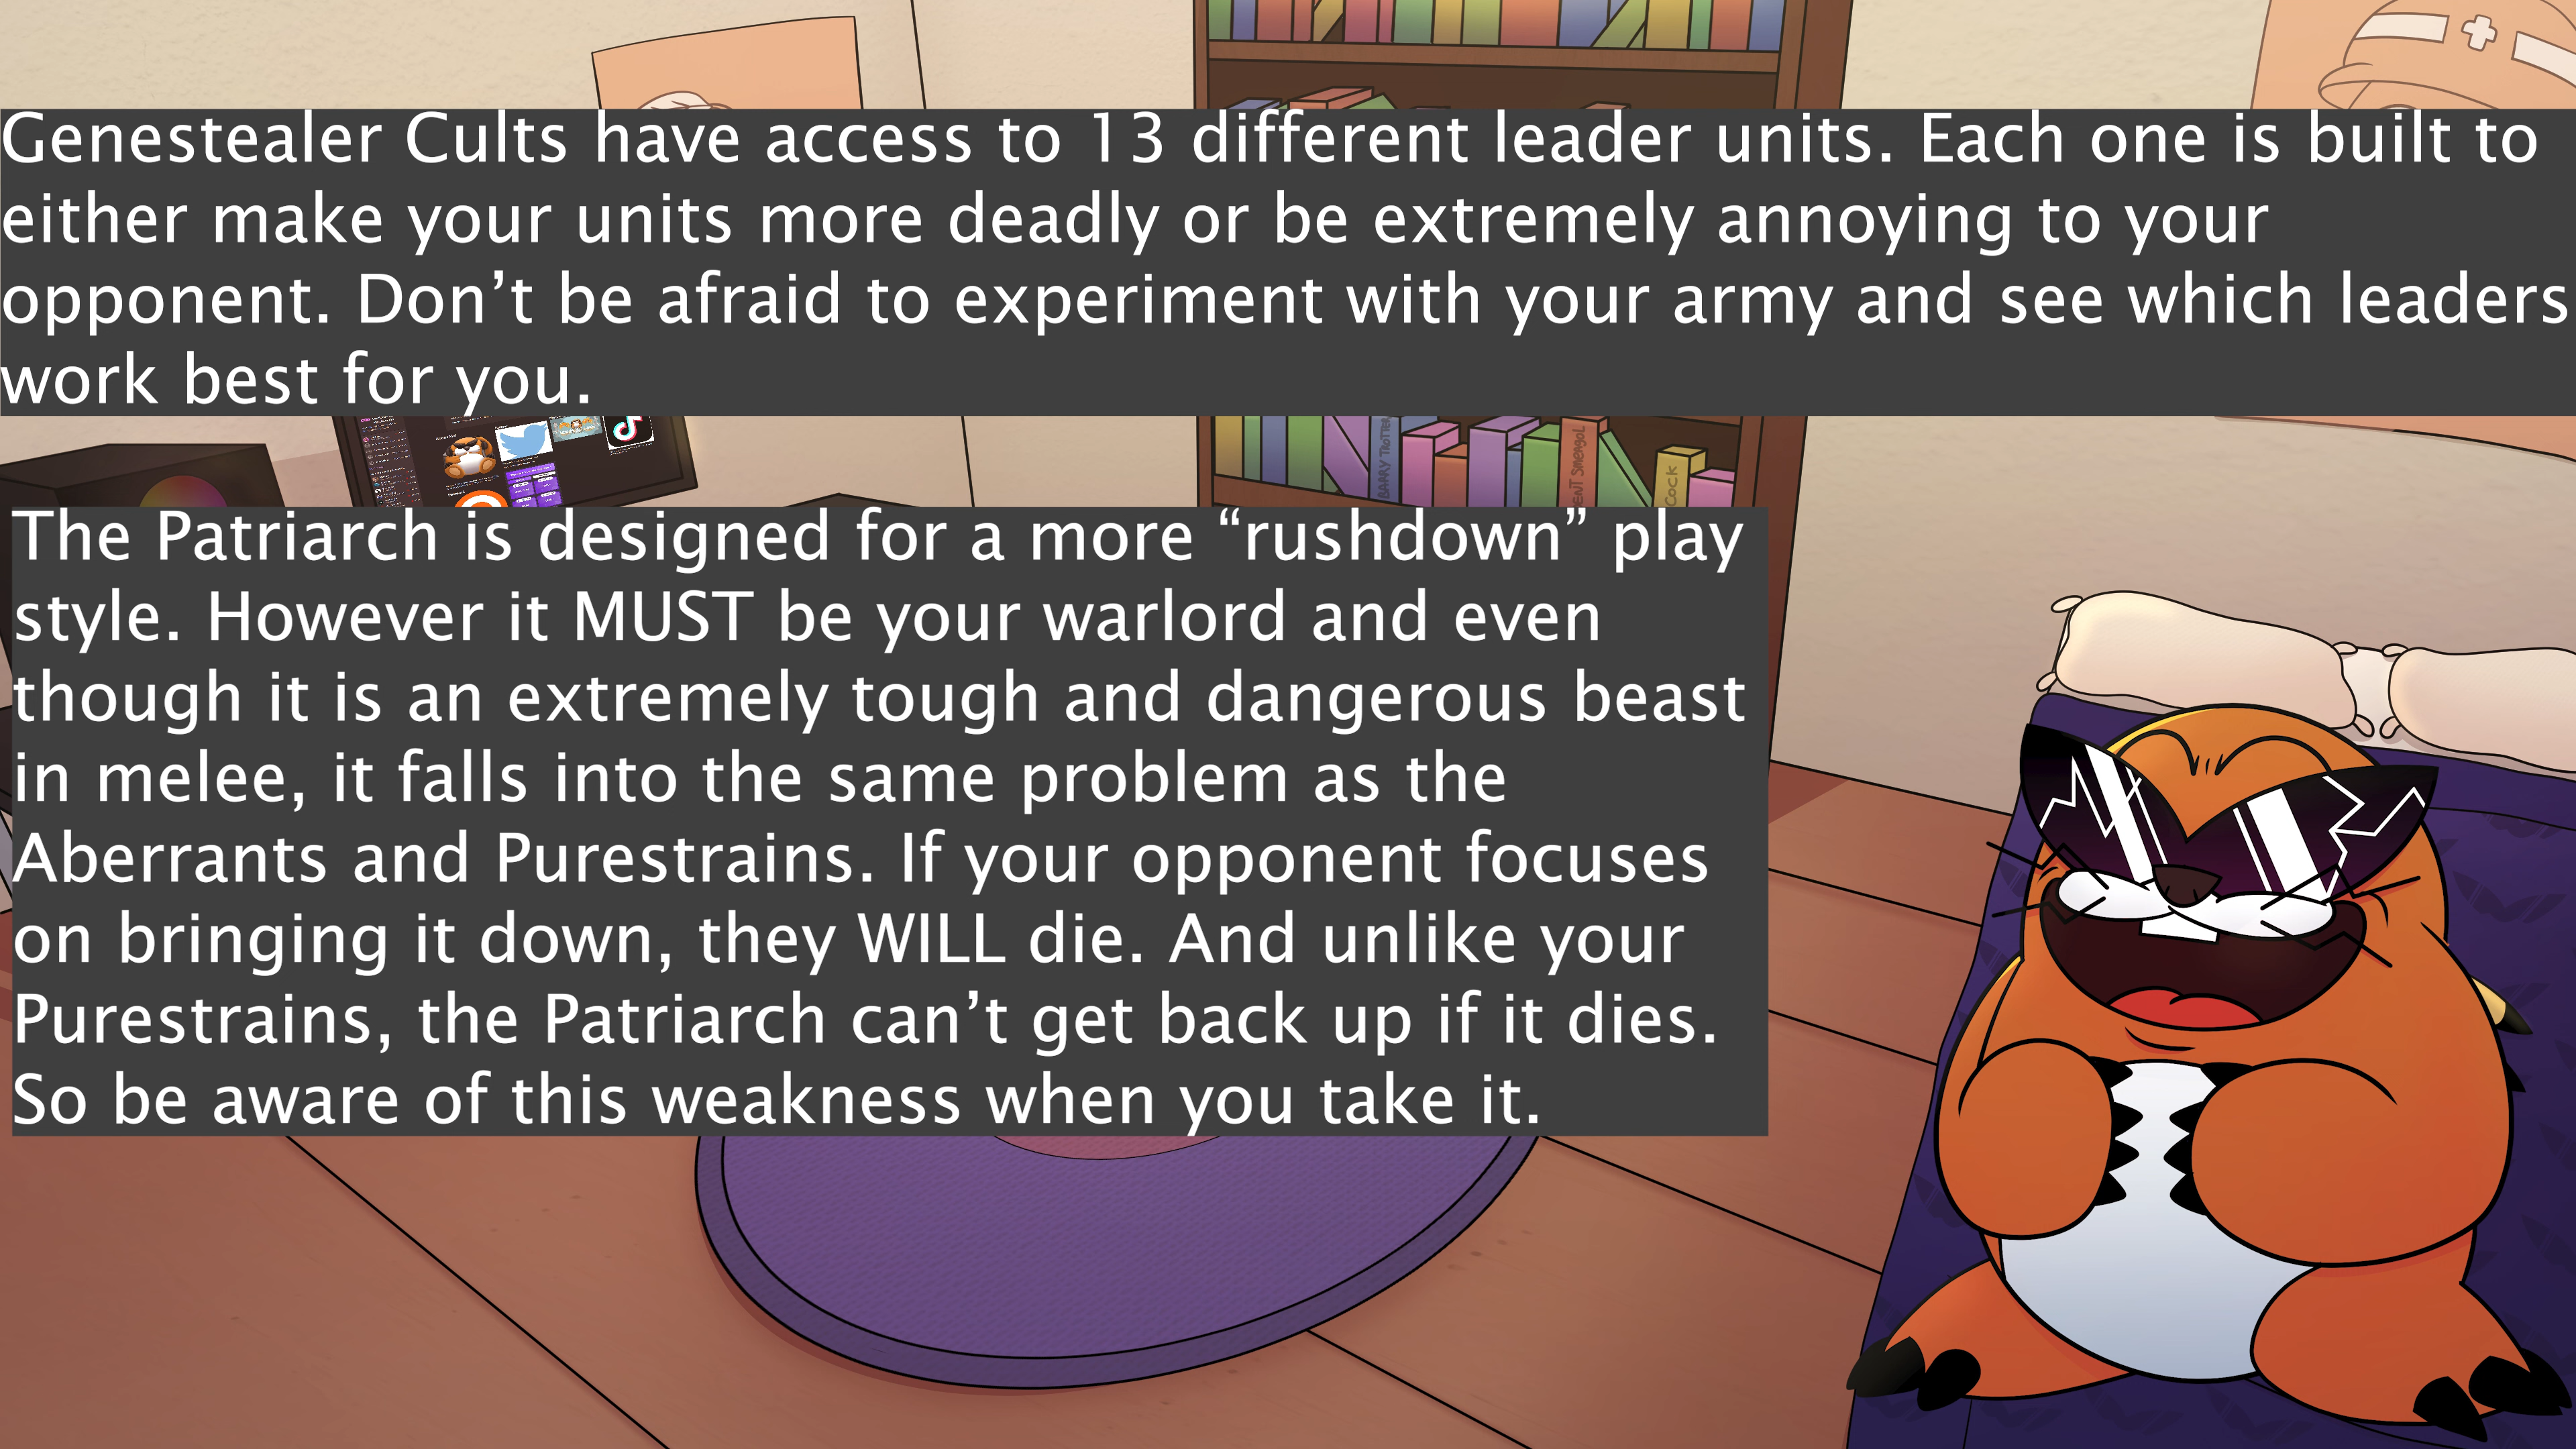 Genestealer Cults have access to 13 different leader units. Each one is built to
either make your units more deadly or be extremely annoying to your
opponent. Don’t be afraid to experiment with your army and see which leaders
work best for you.
BARRY TROTTER
ENT SMEGOL
COCK
The Patriarch is designed for a more “rushdown” play
style. However it MUST be your warlord and even
though it is an extremely tough and dangerous beast
in melee, it falls into the same problem as the
Aberrants and Purestrains. If your opponent focuses
on bringing it down, they WILL die. And unlike your
Purestrains, the Patriarch can’t get back up if it dies.
So be aware of this weakness when you take it.